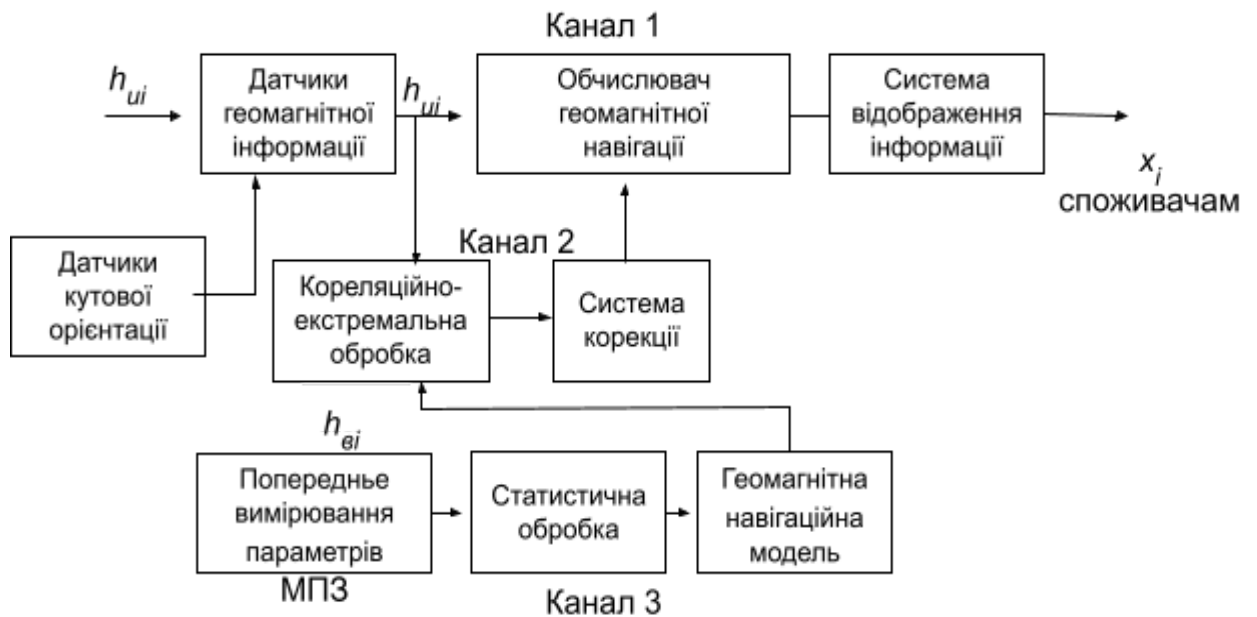 Канал 1
h_ui
Датчики
геомагнітної
інформації
h_ui
Обчислювач
геомагнітної
навігації
Система
відображення
інформації
x_i
споживачам
Датчики
кутової
орієнтації
Канал 2
Кореляційно-
екстремальна
обробка
Система
корекції
h_вi
Попереднє
вимірювання
параметрів
МПЗ
Статистична
обробка
Геомагнітна
навігаційна
модель
Канал 3